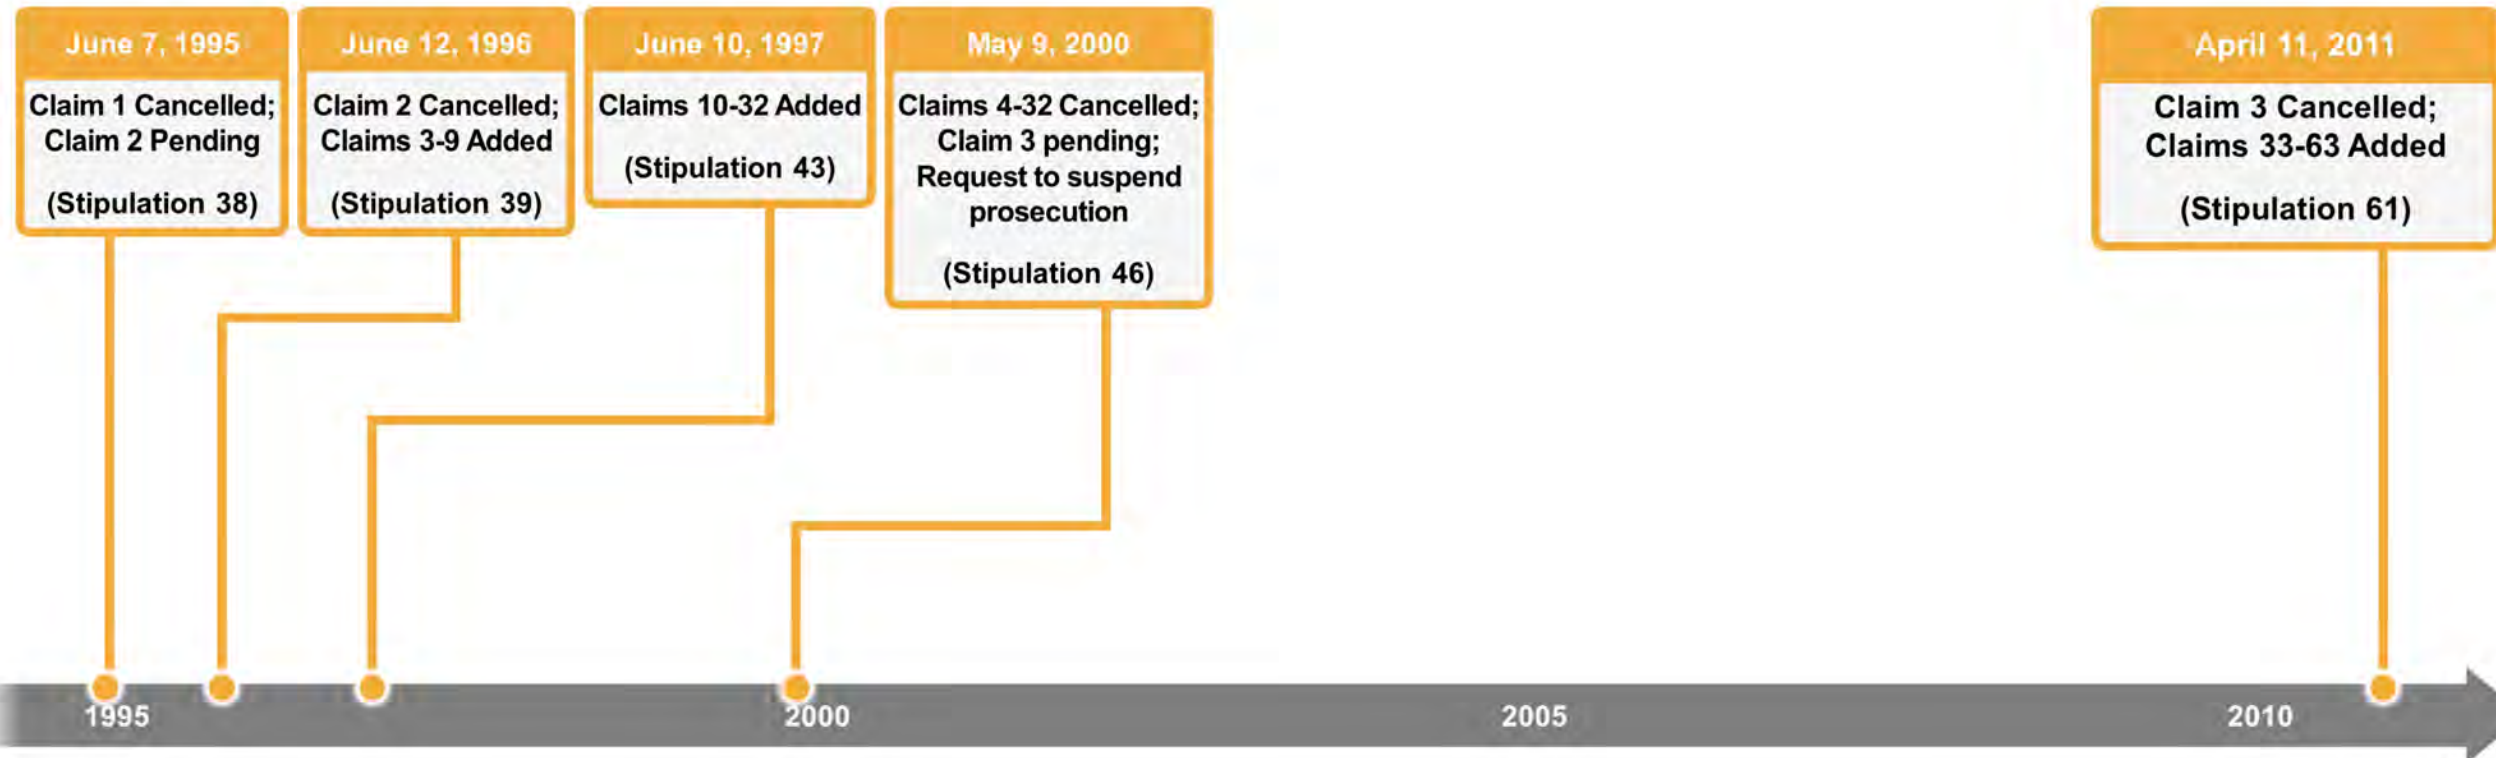 June 7, 1995
Claim 1 Cancelled;
Claim 2 Pending
(Stipulation 38)
June 12, 1996
Claim 2 Cancelled;
Claims 3-9 Added
(Stipulation 39)
June 10, 1997
Claims 10-32 Added
(Stipulation 43)
May 9, 2000
Claims 4-32 Cancelled;
Claim 3 pending;
Request to suspend
prosecution
(Stipulation 46)
April 11, 2011
Claim 3 Cancelled;
Claims 33-63 Added
(Stipulation 61)
1995
2000
2005
2010